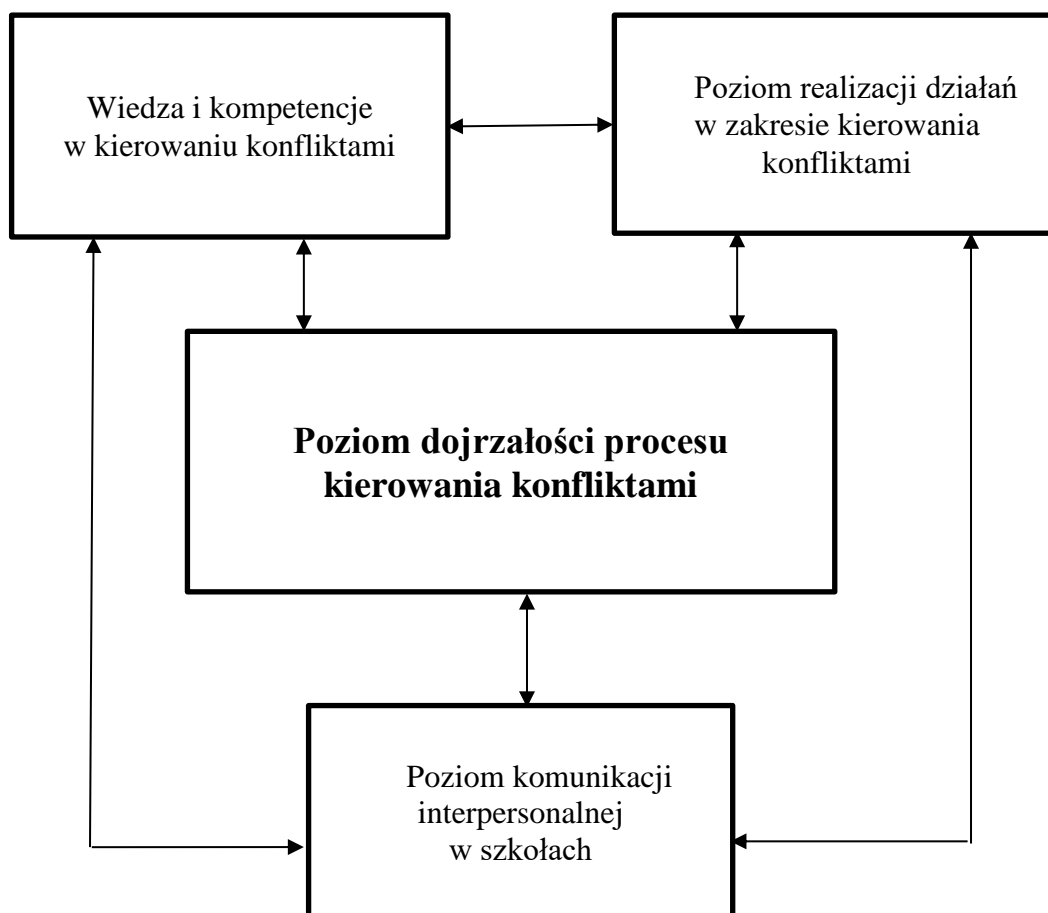 Wiedza i kompetencje
w kierowaniu konfliktami
Poziom realizacji działań
w zakresie kierowania
konfliktami
Poziom dojrzałości procesu
kierowania konfliktami
Poziom komunikacji
interpersonalnej
w szkołach